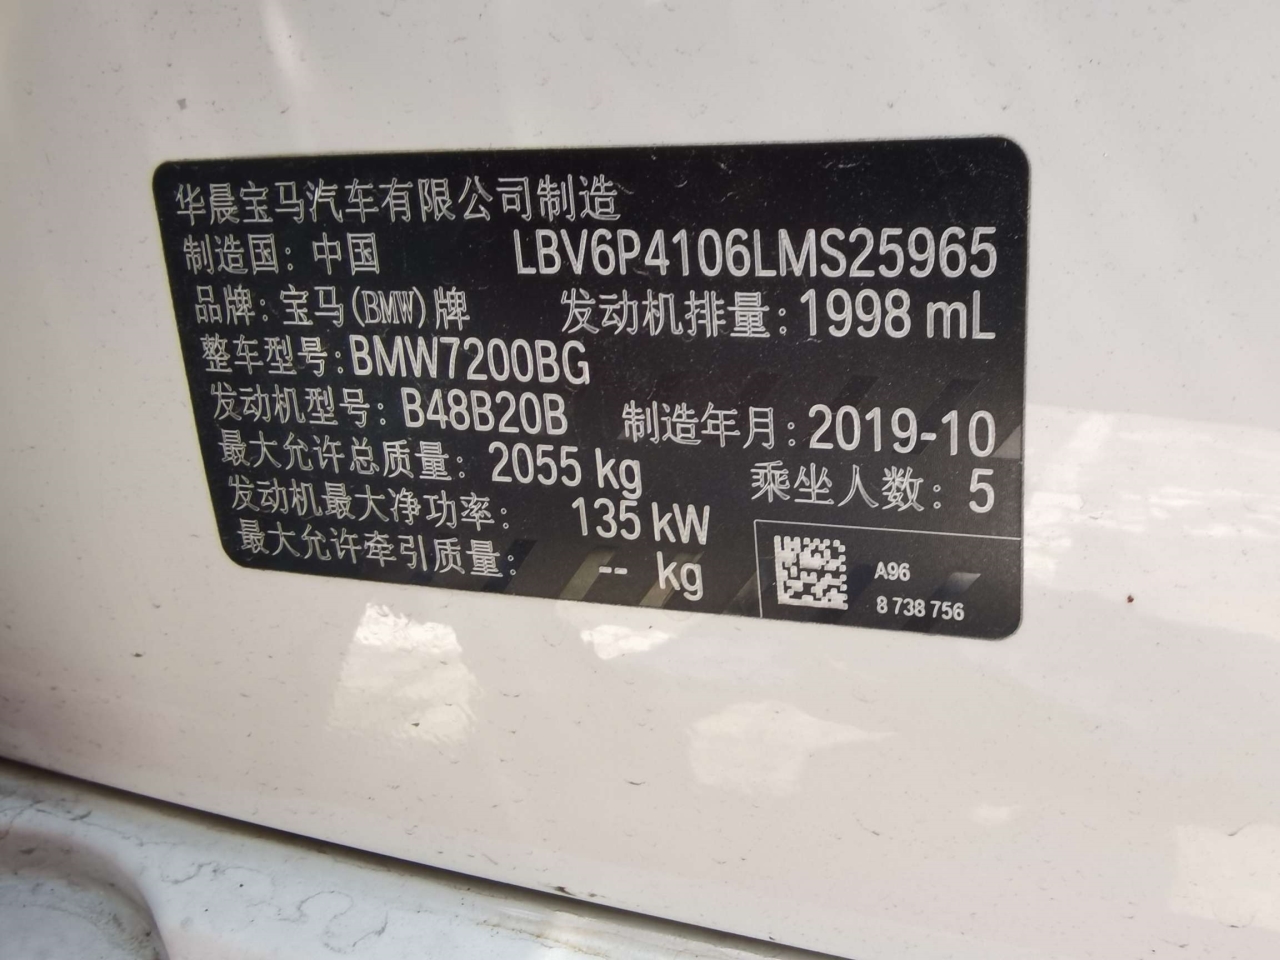 华晨宝马汽车有限公司制造
制造国：中国 LBV6P4106LMS25965
品牌：宝马(BMW)牌 发动机排量：1998 mL
整车型号：BMW7200BG
发动机型号：B48B20B 制造年月：2019-10
最大允许总质量：2055 kg 乘坐人数：5
发动机最大净功率：135 kW
最大允许牵引质量：-- kg
A96
8 738 756